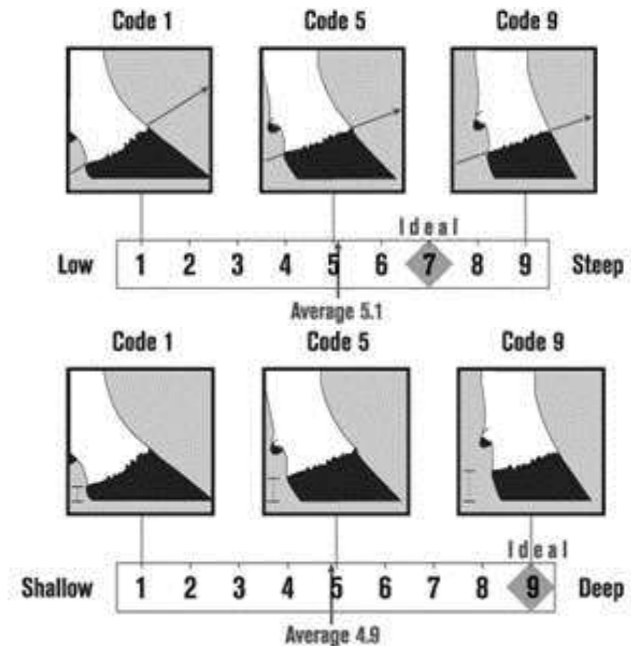 Code 1 Code 5 Code 9
Ideal
Low 1 2 3 4 5 6 7 8 9 Steep
Average 5.1
Code 1 Code 5 Code 9
Ideal
Shallow 1 2 3 4 5 6 7 8 9 Deep
Average 4.9